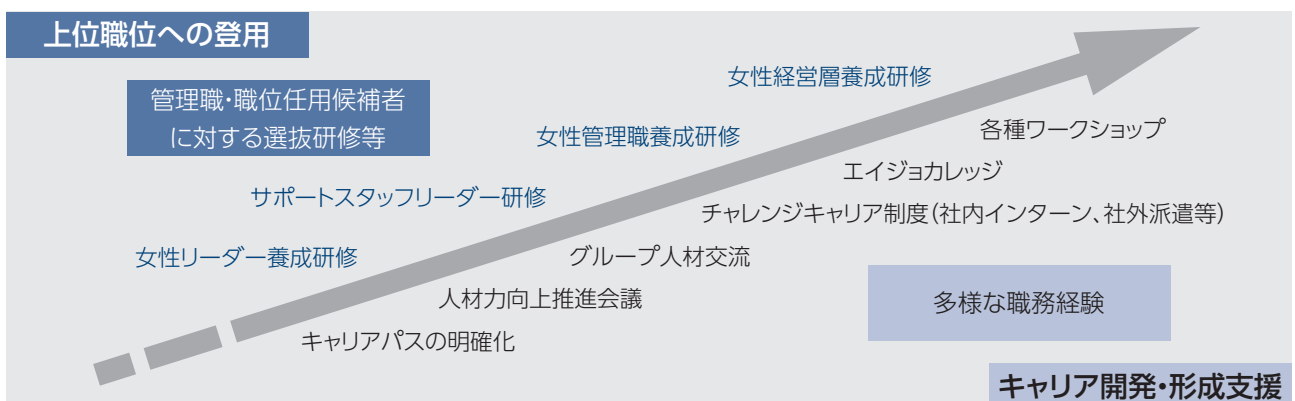 上位職位への登用
管理職・職位任用候補者
に対する選抜研修等
女性経営層養成研修
女性管理職養成研修
サポートスタッフリーダー研修
女性リーダー養成研修
各種ワークショップ
エイジョカレッジ
チャレンジキャリア制度(社内インターン、社外派遣等)
グループ人材交流
人材力向上推進会議
キャリアパスの明確化
多様な職務経験
キャリア開発・形成支援